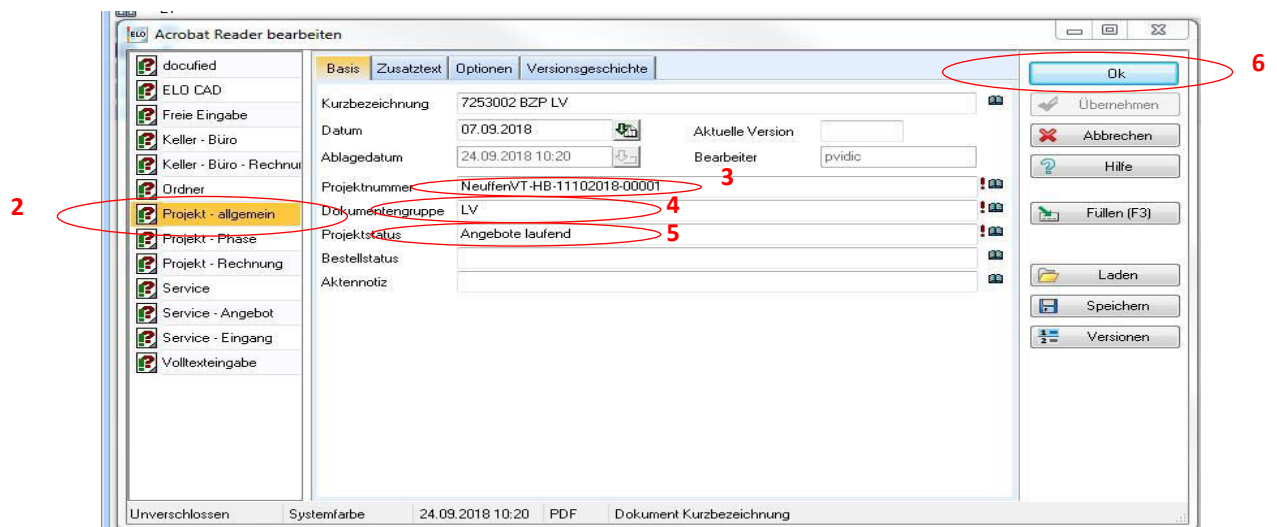 ELO Acrobat Reader bearbeiten
docufied
ELO CAD
Freie Eingabe
Keller - Büro
Keller - Büro - Rechnu
Ordner
2 Projekt - allgemein
Projekt - Phase
Projekt - Rechnung
Service
Service - Angebot
Service - Eingang
Volltexteingabe
Basis Zusatztext Optionen Versionsgeschichte
Kurzbezeichnung 7253002 BZP LV
Datum 07.09.2018 Aktuelle Version
Ablagedatum 24.09.2018 10:20 Bearbeiter pvidic
Projektnummer NeuffenVT-HB-11102018-00001 3
Dokumentengruppe LV 4
Projektstatus Angebote laufend 5
Bestellstatus
Aktennotiz
Ok 6
Übernehmen
Abbrechen
Hilfe
Füllen (F3)
Laden
Speichern
Versionen
Unverschlossen Systemfarbe 24.09.2018 10:20 PDF Dokument Kurzbezeichnung